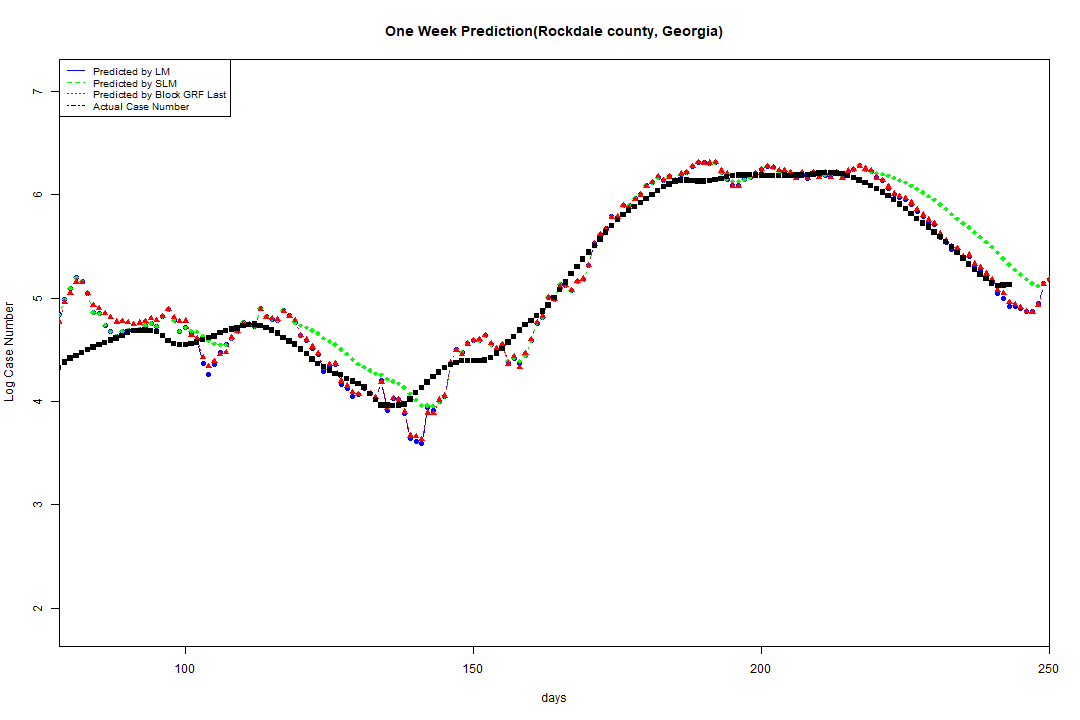 One Week Prediction(Rockdale county, Georgia)
Predicted by LM
Predicted by SLM
Predicted by Block GRF Last
Actual Case Number
7
6
5
4
3
2
Log Case Number
100
150
200
250
days